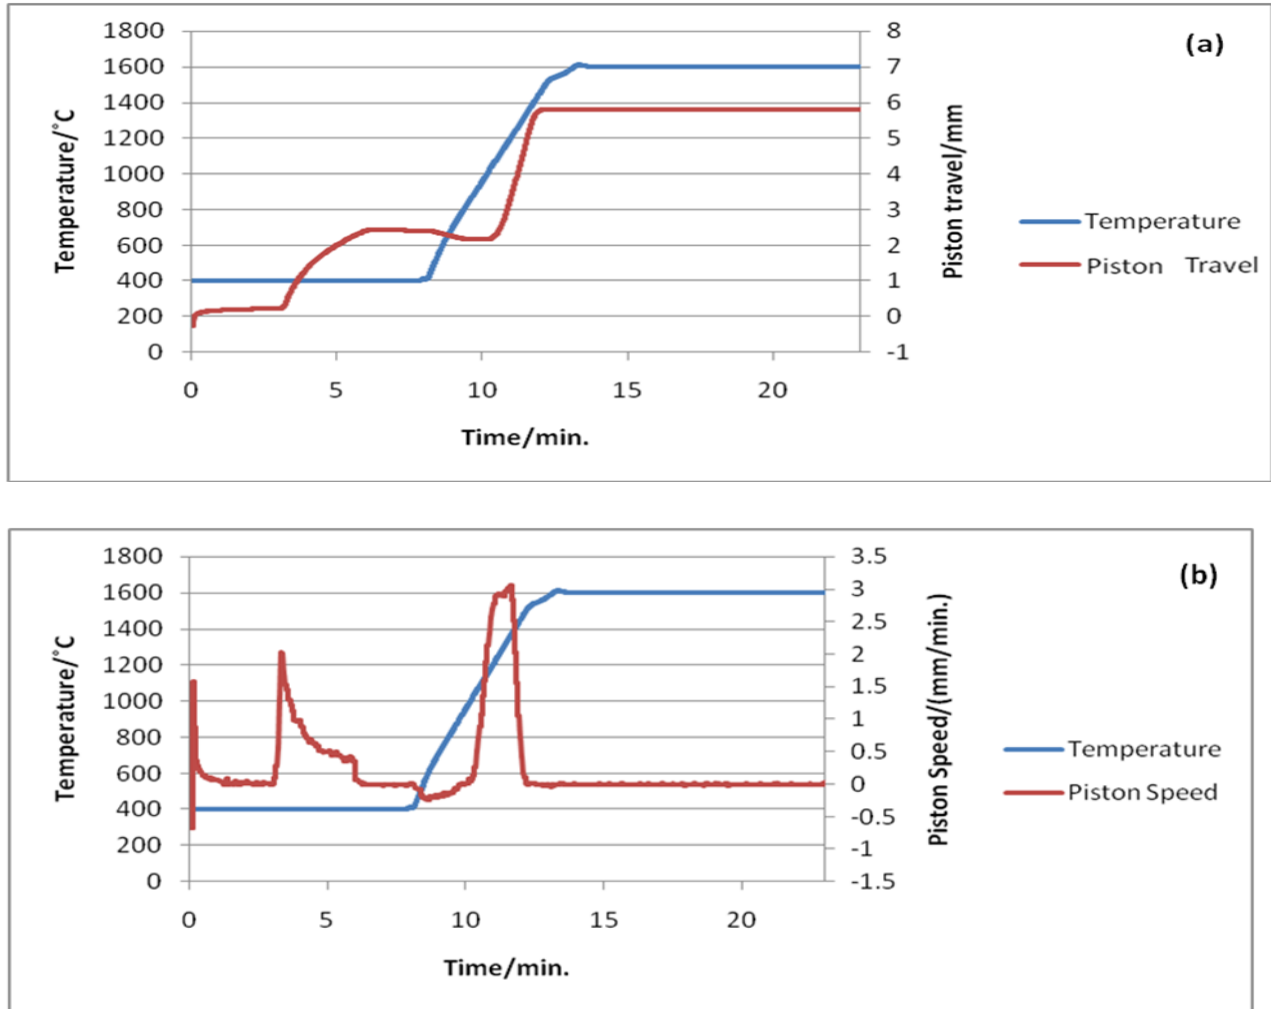 (a)
Temperature/°C
1800
1600
1400
1200
1000
800
600
400
200
0
8
7
6
5
4
3
2
1
0
-1
Piston travel/mm
0 5 10 15 20
Time/min.
Temperature
Piston Travel
(b)
Temperature/°C
1800
1600
1400
1200
1000
800
600
400
200
0
3.5
3
2.5
2
1.5
1
0.5
0
-0.5
-1
-1.5
Piston Speed/(mm/min.)
0 5 10 15 20
Time/min.
Temperature
Piston Speed